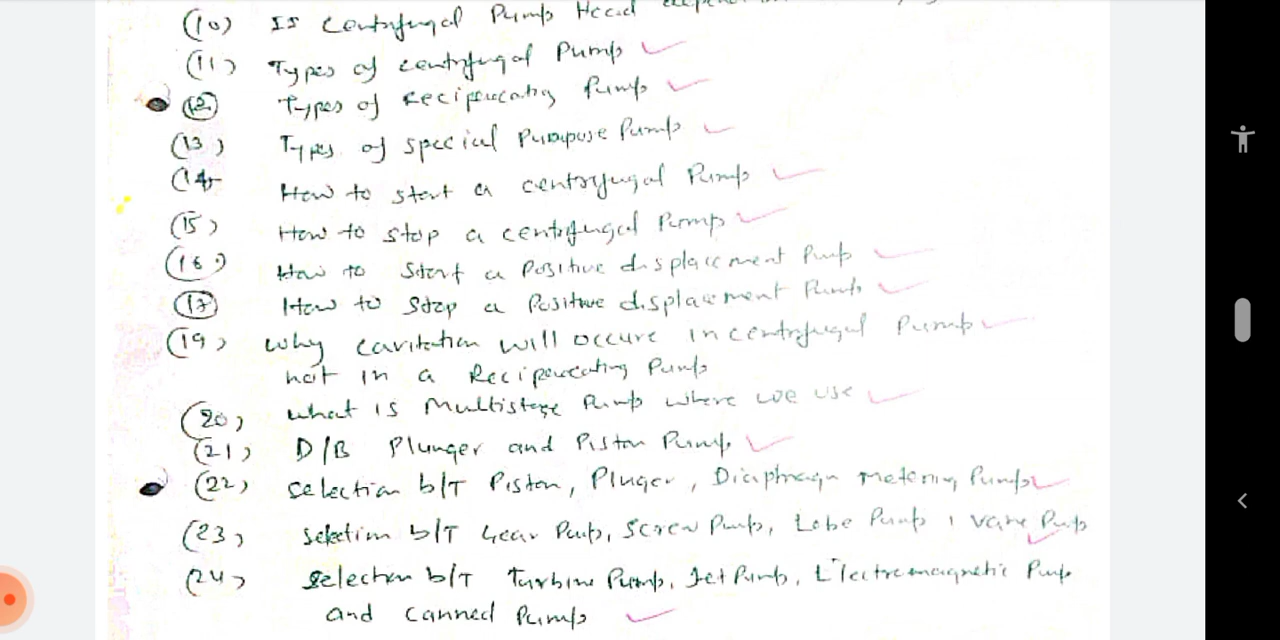 (10) Is centrifugal Pump Head
(11) Types of centrifugal Pump
(12) Types of Reciprocating Pump
(13) Types of special Purpose Pump
(14) How to start a centrifugal Pump
(15) How to stop a centrifugal Pump
(16) How to start a Positive displacement Pump
(17) How to stop a Positive displacement Pump
(19) why cavitation will occure in centrifugal Pump
not in a Reciprocating Pump
(20) what is Multistage Pump where we use
(21) D/B Plunger and Piston Pump
(22) selection b/T Piston, Pluger, Diaphragm metering Pump
(23) seletion b/T Gear Pump, Screw Pump, Lobe Pump, Vane Pump
(24) selection b/T Turbine Pump, Jet Pump, Electromagnetic Pump
and canned Pump